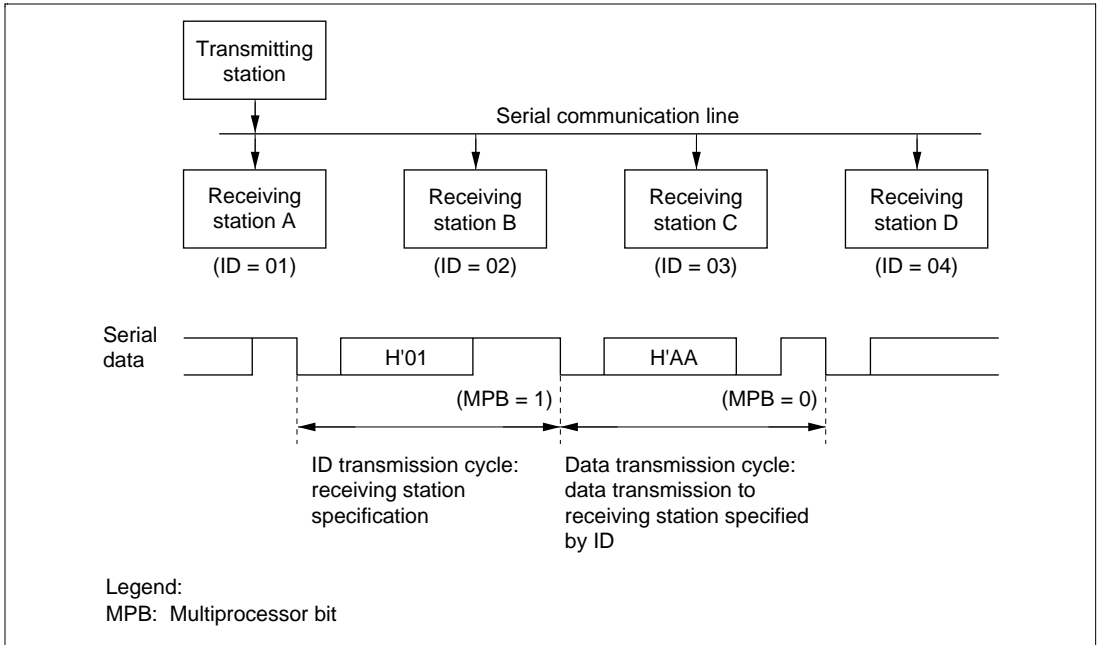 Transmitting
station
Serial communication line
Receiving
station A
Receiving
station B
Receiving
station C
Receiving
station D
(ID = 01)
(ID = 02)
(ID = 03)
(ID = 04)
Serial
data
H'01
H'AA
(MPB = 1)
(MPB = 0)
ID transmission cycle:
receiving station
specification
Data transmission cycle:
data transmission to
receiving station specified
by ID
Legend:
MPB: Multiprocessor bit